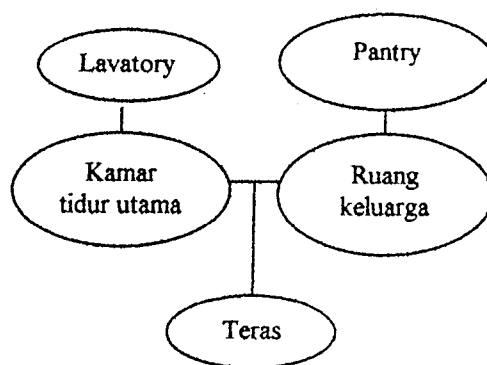 Lavatory
Pantry
Kamar
tidur utama
Ruang
keluarga
Teras